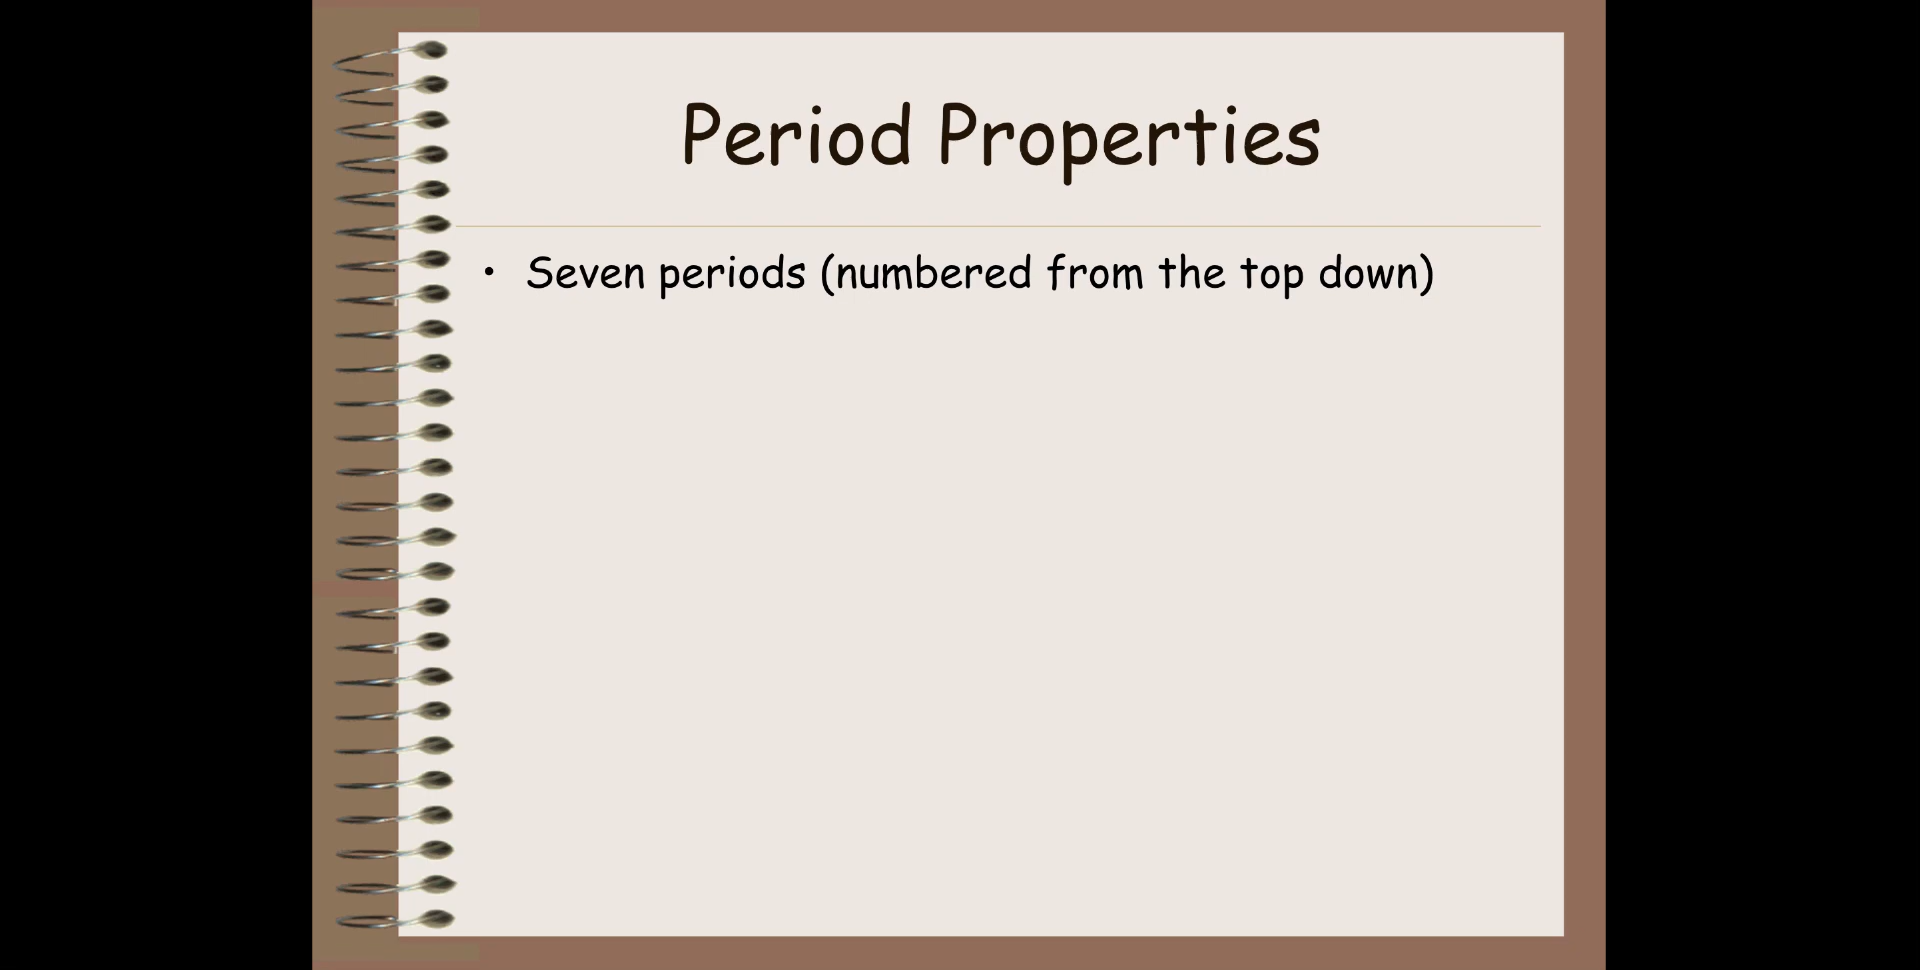 Period Properties
• Seven periods (numbered from the top down)